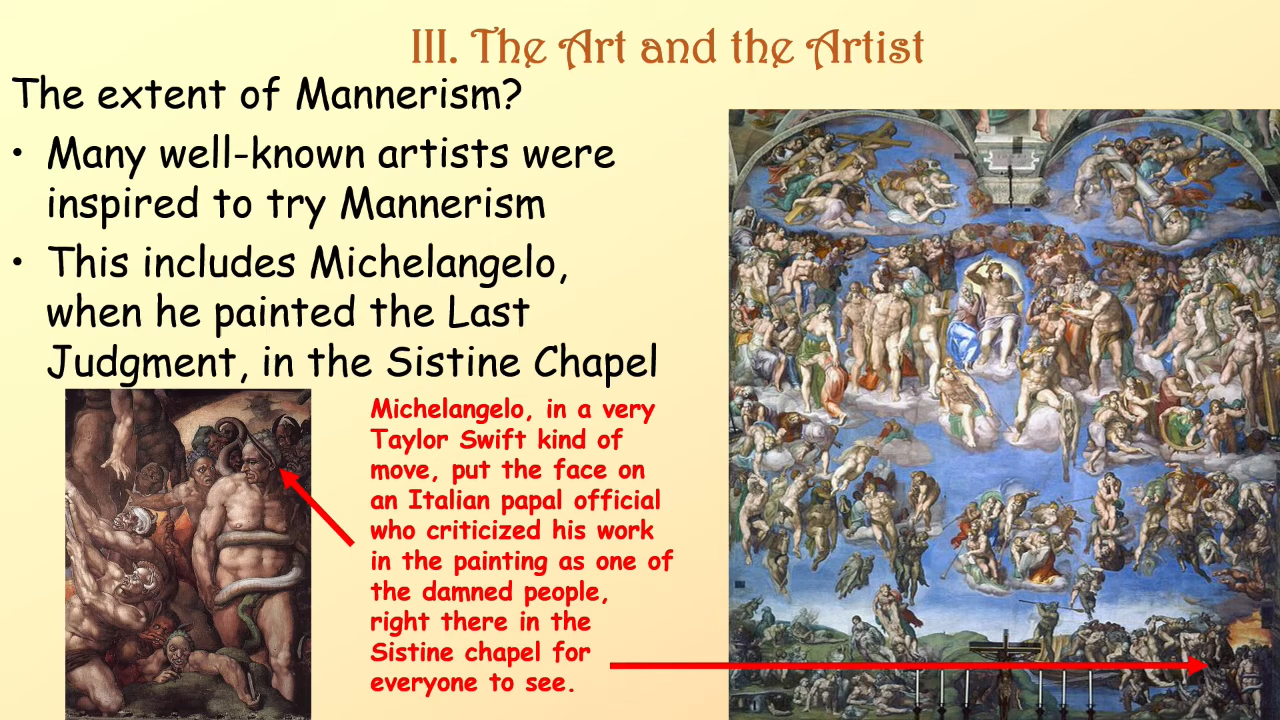 III. The Art and the Artist
The extent of Mannerism?
• Many well-known artists were
inspired to try Mannerism
• This includes Michelangelo,
when he painted the Last
Judgment, in the Sistine Chapel
Michelangelo, in a very
Taylor Swift kind of
move, put the face on
an Italian papal official
who criticized his work
in the painting as one of
the damned people,
right there in the
Sistine chapel for
everyone to see.